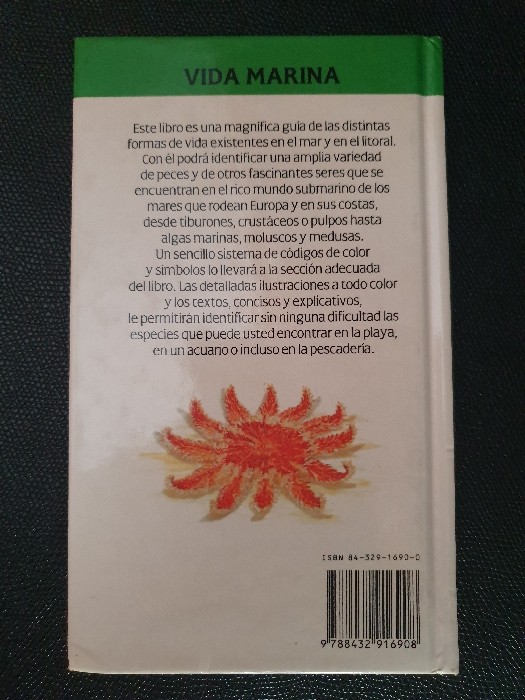 VIDA MARINA
Este libro es una magnífica guía de las distintas
formas de vida existentes en el mar y en el litoral.
Con él podrá identificar una amplia variedad
de peces y de otros fascinantes seres que se
encuentran en el rico mundo submarino de los
mares que rodean Europa y en sus costas,
desde tiburones, crustáceos o pulpos hasta
algas marinas, moluscos y medusas.
Un sencillo sistema de códigos de color
y símbolos lo llevará a la sección adecuada
del libro. Las detalladas ilustraciones a todo color
y los textos, concisos y explicativos,
le permitirán identificar sin ninguna dificultad las
especies que puede usted encontrar en la playa,
en un acuario o incluso en la pescadería.
ISBN 84-329-1690-0
9 788432 916908